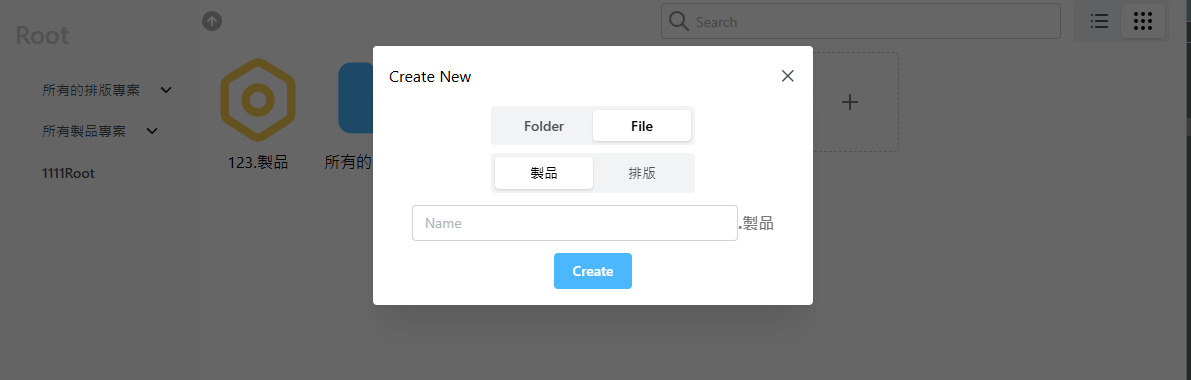 Root
Search
所有的排版專案
所有製品專案
1111Root
123.製品
所有的
Create New
Folder
File
製品
排版
Name
.製品
Create